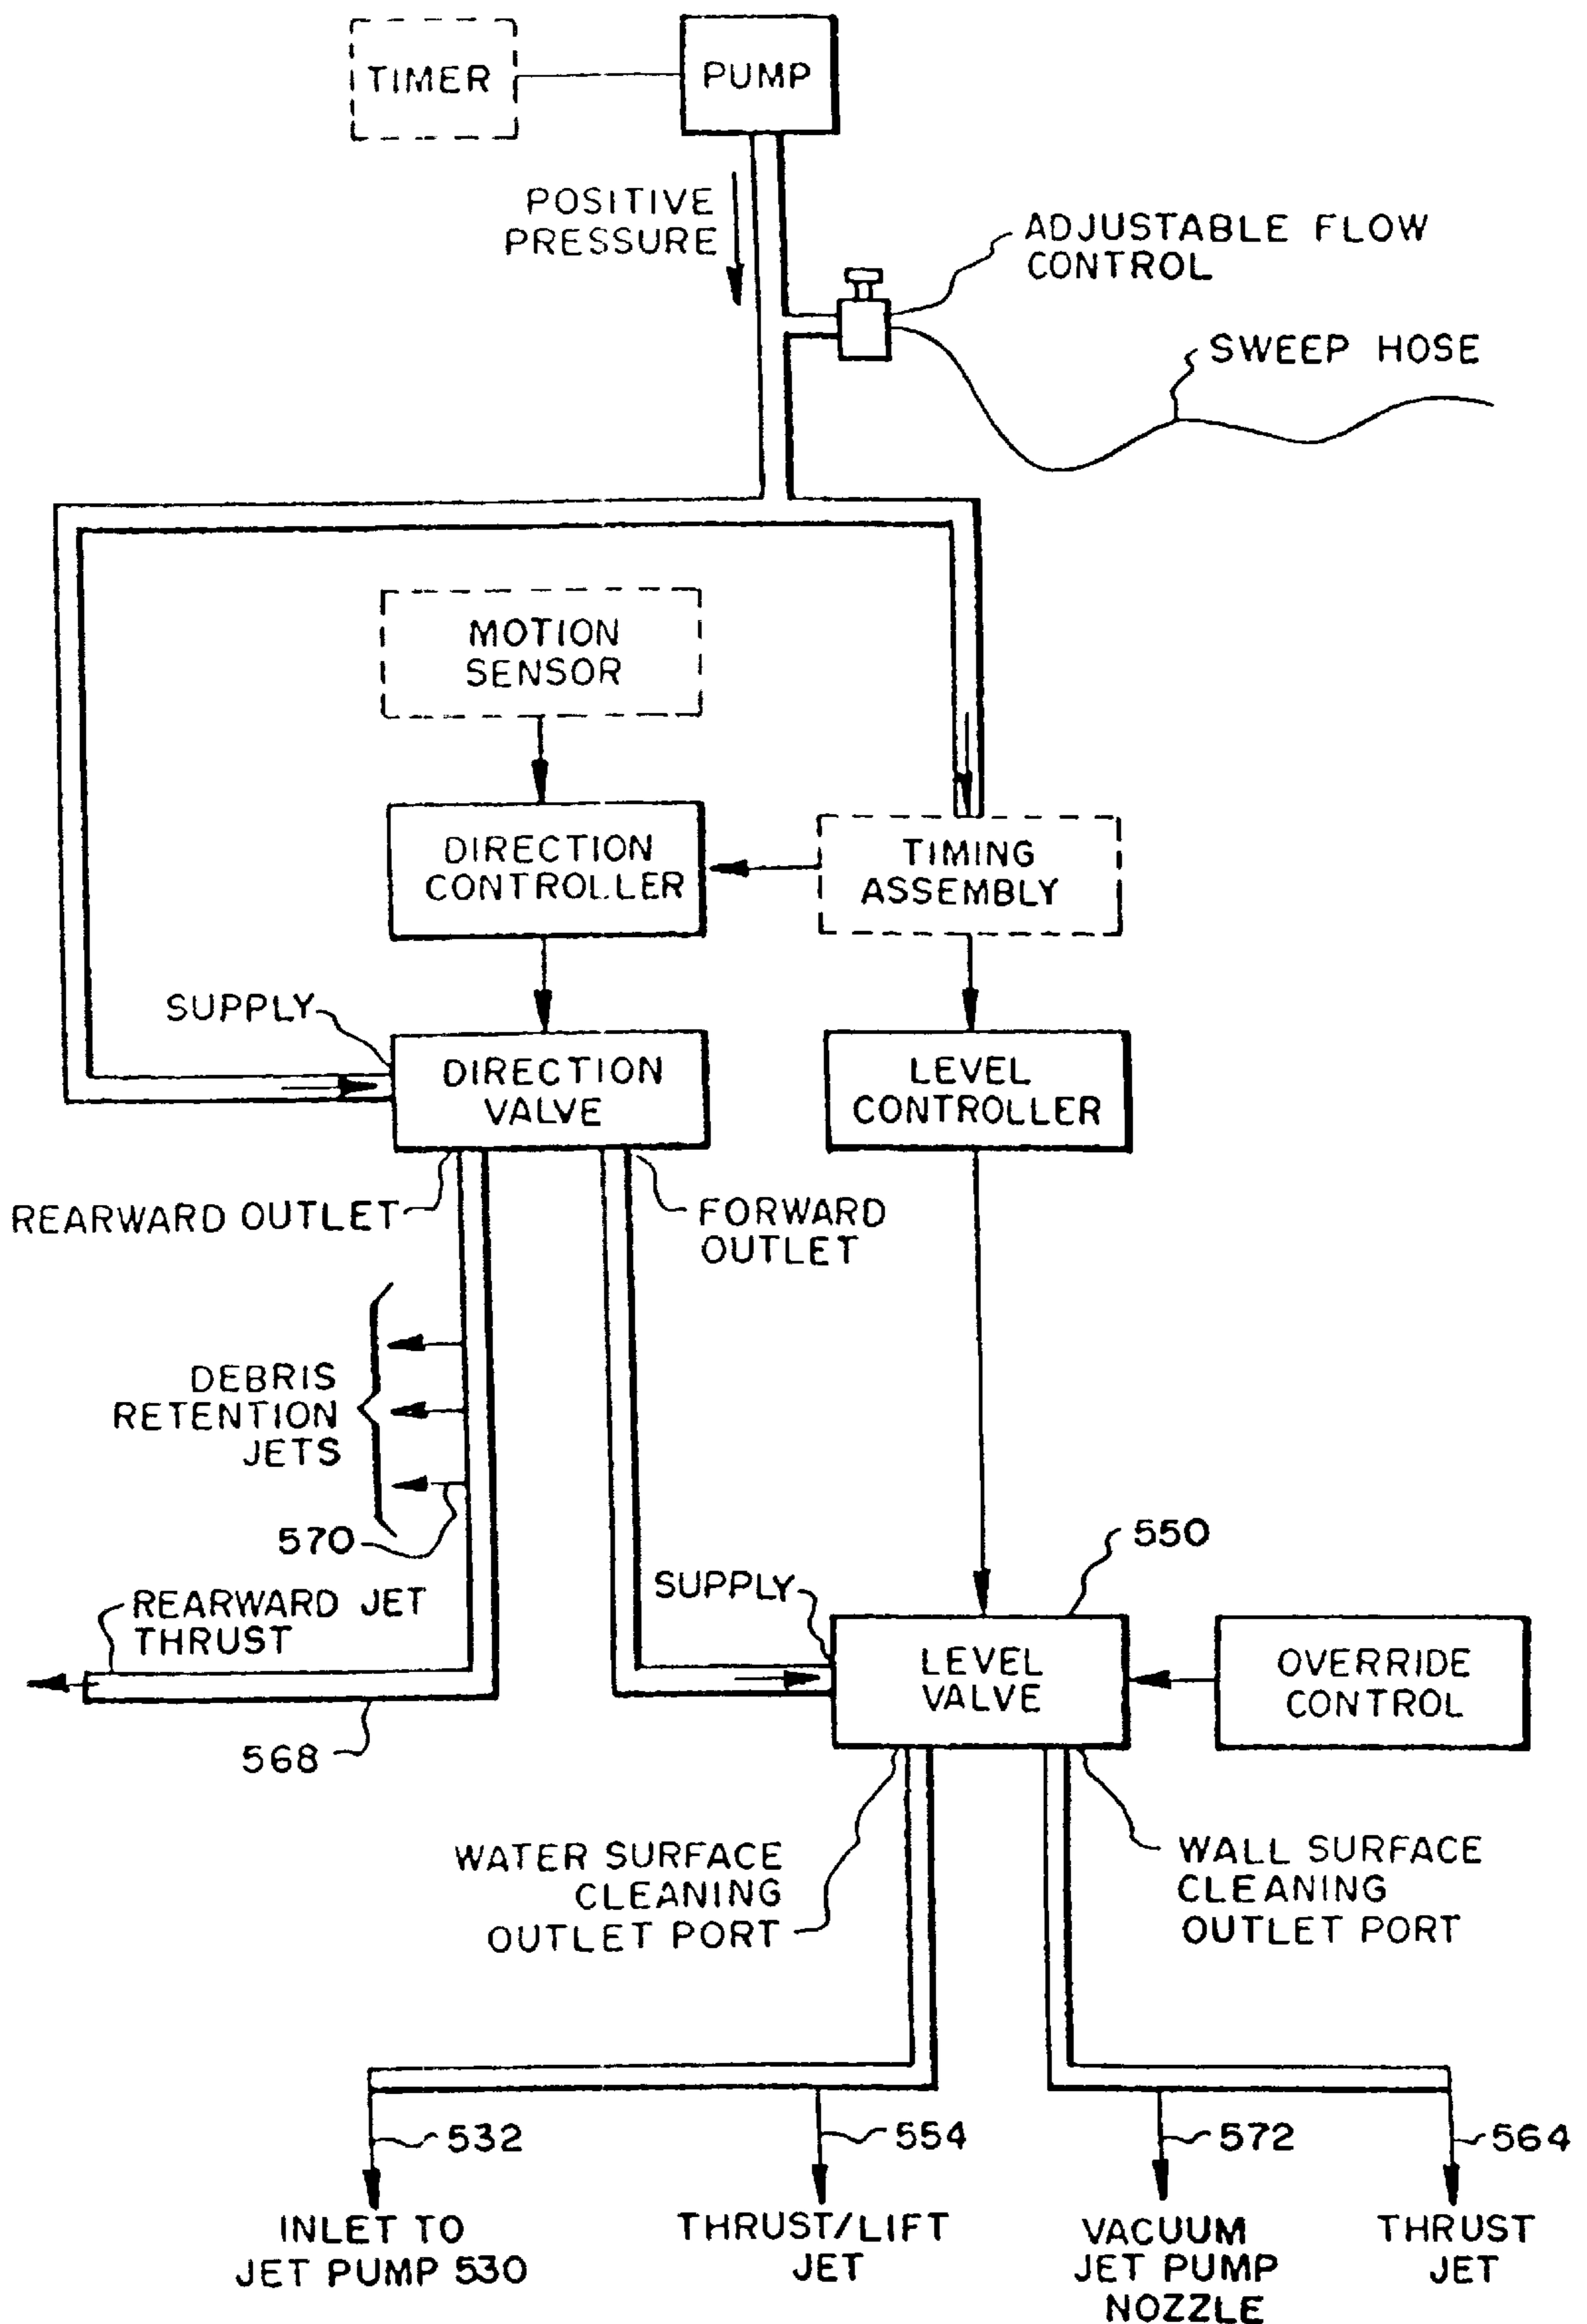 TIMER
PUMP
POSITIVE
PRESSURE
ADJUSTABLE FLOW
CONTROL
SWEEP HOSE
MOTION
SENSOR
DIRECTION
CONTROLLER
TIMING
ASSEMBLY
SUPPLY
DIRECTION
VALVE
LEVEL
CONTROLLER
REARWARD OUTLET
FORWARD
OUTLET
DEBRIS
RETENTION
JETS
570
550
SUPPLY
REARWARD JET
THRUST
LEVEL
VALVE
OVERRIDE
CONTROL
568
WATER SURFACE
CLEANING
OUTLET PORT
WALL SURFACE
CLEANING
OUTLET PORT
532
554
572
564
INLET TO
JET PUMP 530
THRUST/LIFT
JET
VACUUM
JET PUMP
NOZZLE
THRUST
JET